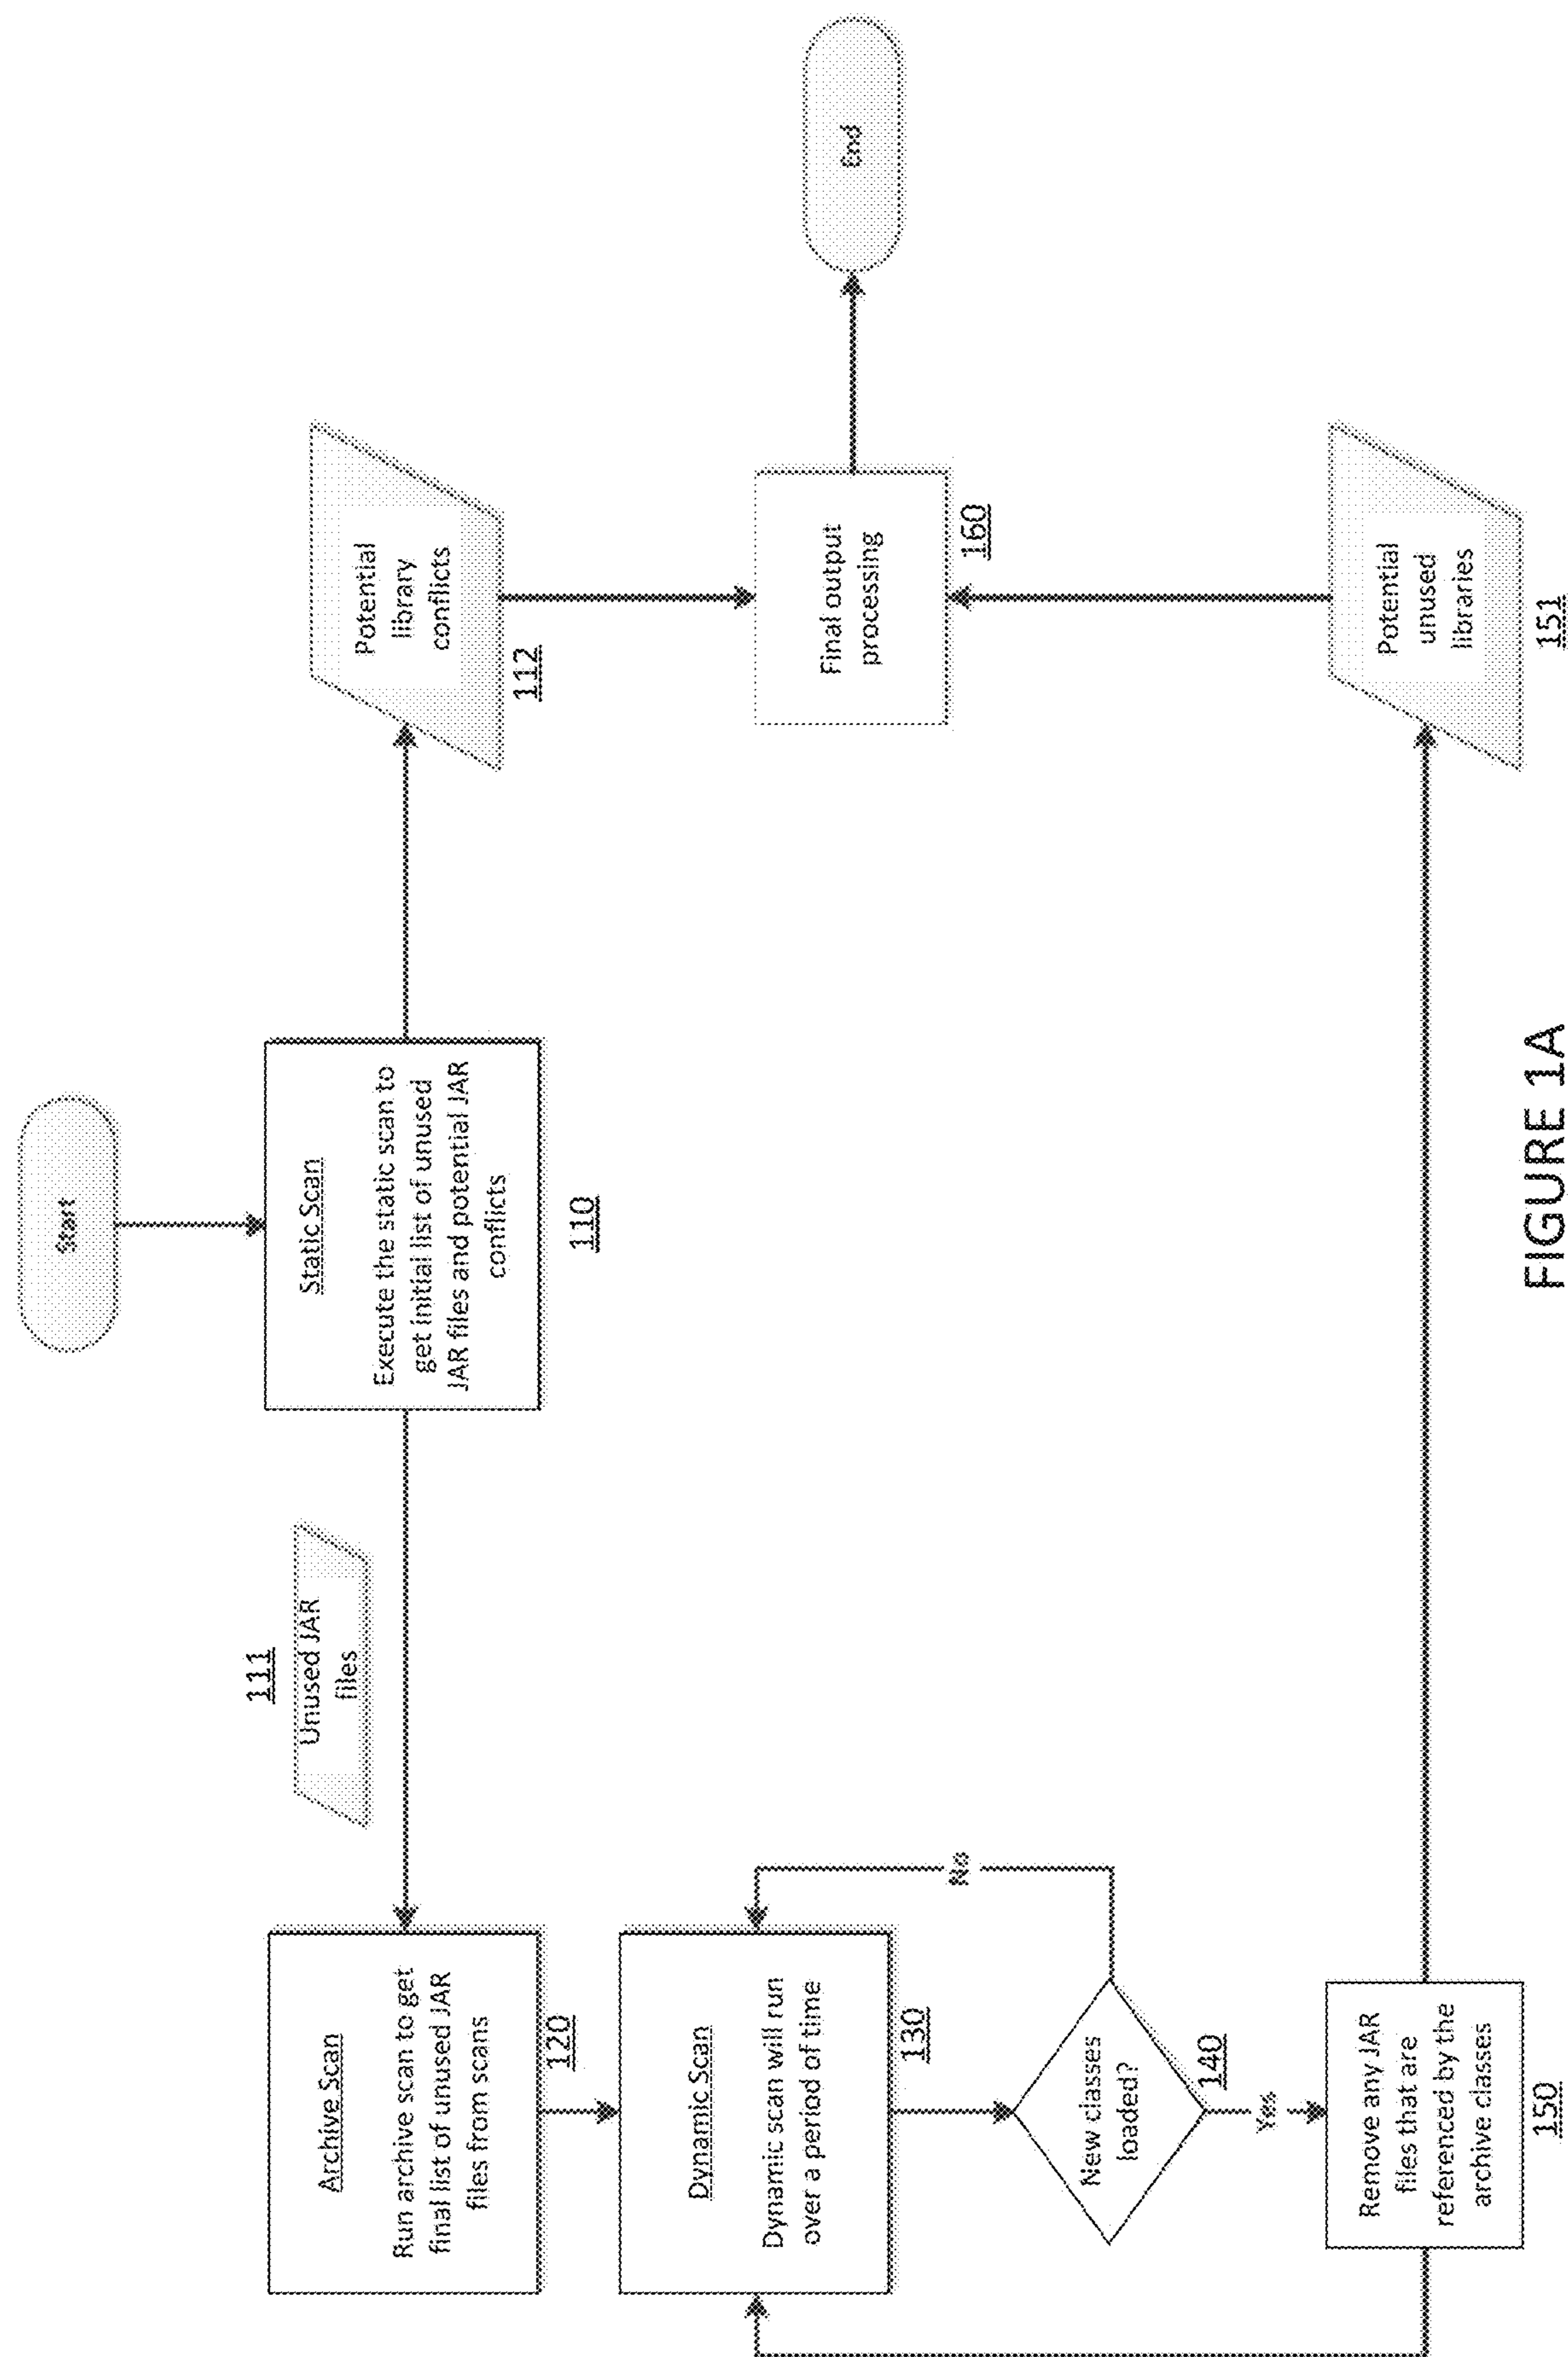 Start
Static Scan
Execute the static scan to
get initial list of unused
JAR files and potential JAR
conflicts
110
111
Unused JAR
files
Potential
library
conflicts
112
Archive Scan
Run archive scan to get
final list of unused JAR
files from scans
120
Dynamic Scan
Dynamic scan will run
over a period of time
130
New classes
loaded?
140
No
Yes
Remove any JAR
files that are
referenced by the
archive classes
150
Potential
unused
libraries
151
Final output
processing
160
End
FIGURE 1A